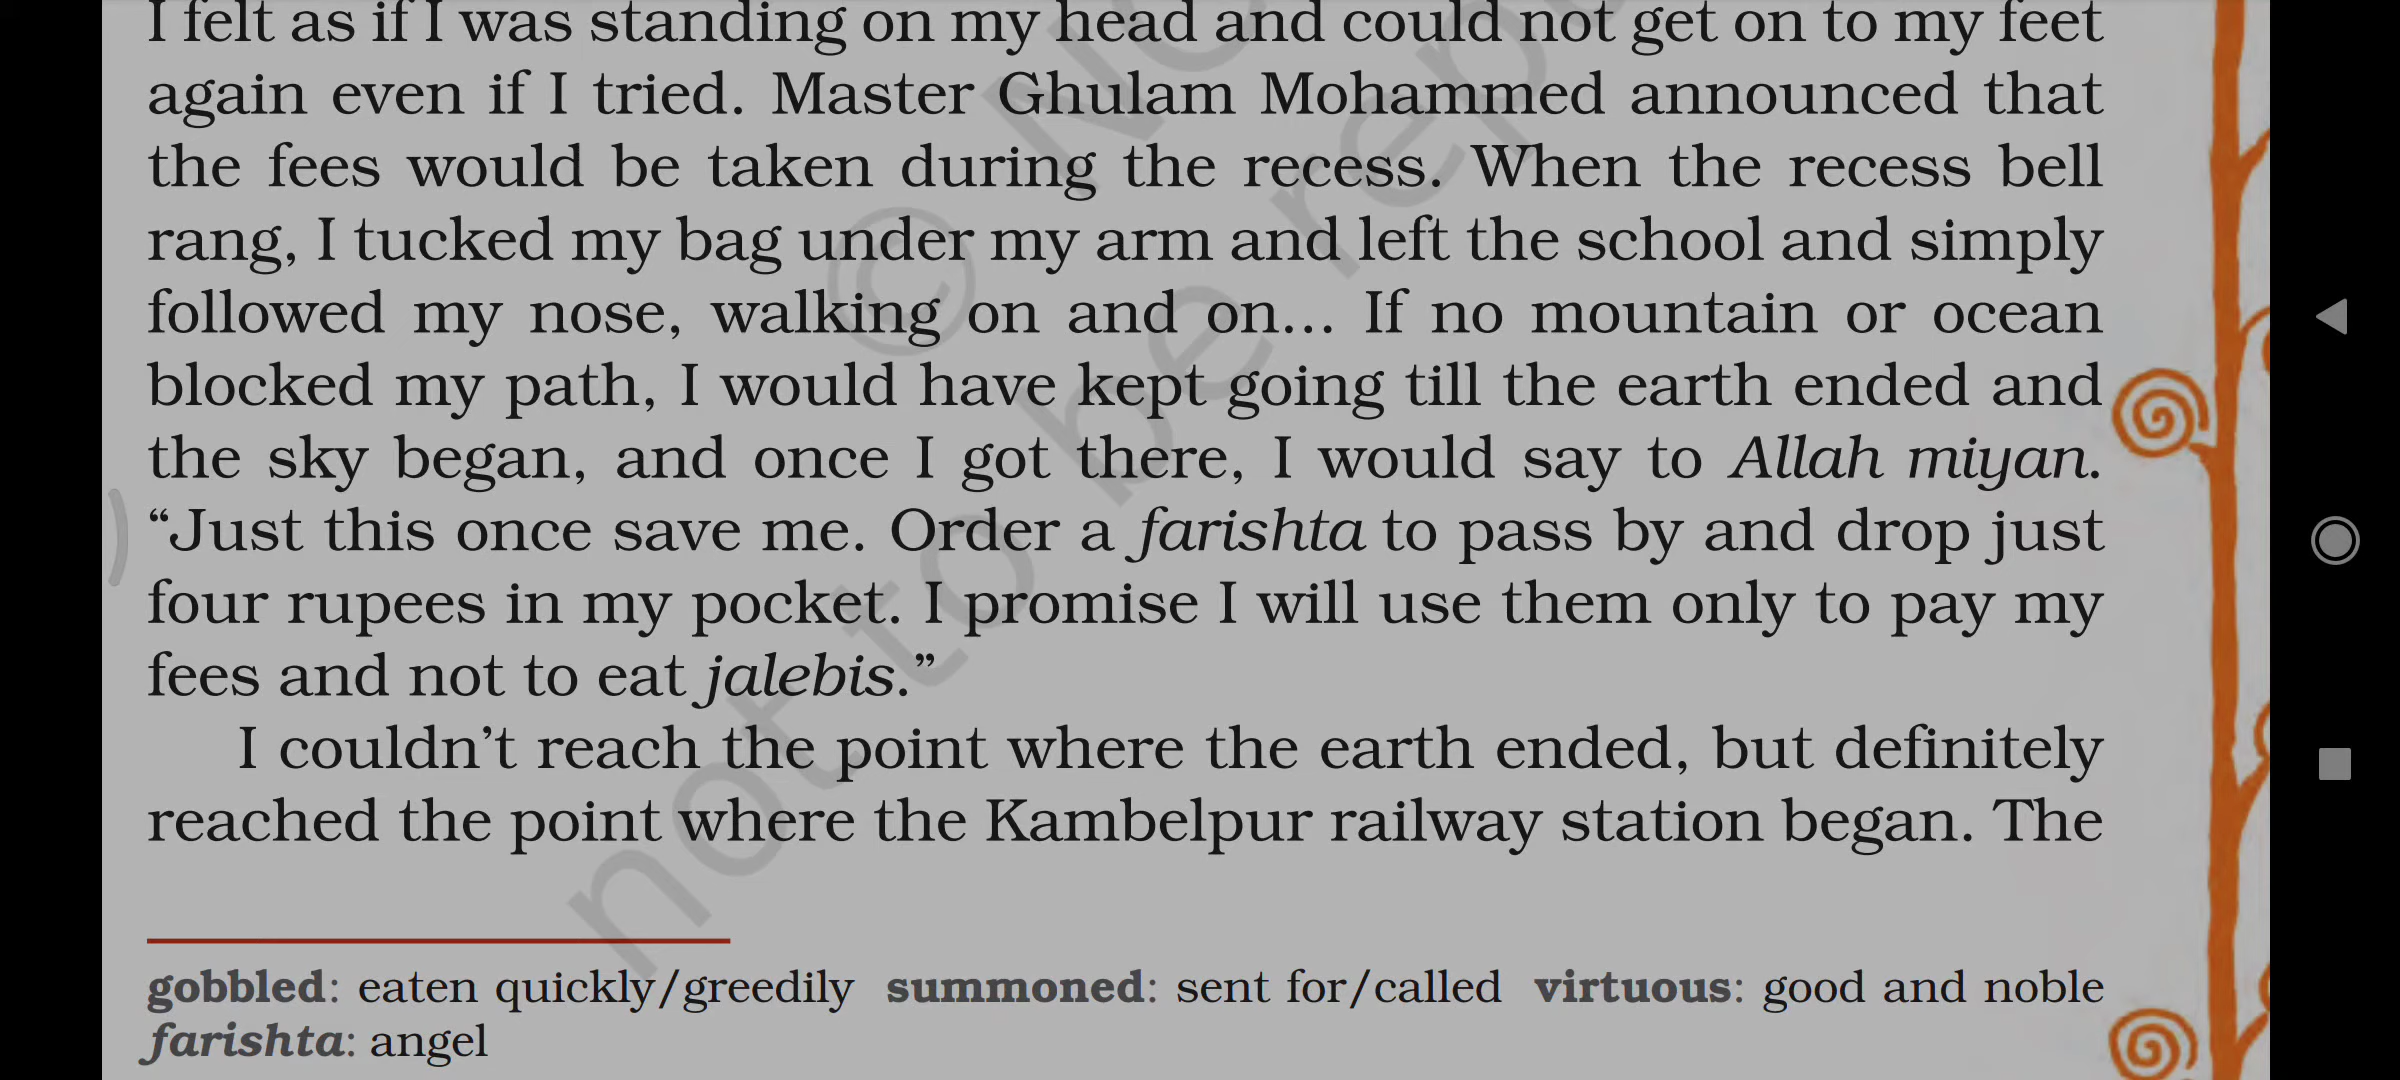 I felt as if I was standing on my head and could not get on to my feet
again even if I tried. Master Ghulam Mohammed announced that
the fees would be taken during the recess. When the recess bell
rang, I tucked my bag under my arm and left the school and simply
followed my nose, walking on and on... If no mountain or ocean
blocked my path, I would have kept going till the earth ended and
the sky began, and once I got there, I would say to Allah miyan.
“Just this once save me. Order a farishta to pass by and drop just
four rupees in my pocket. I promise I will use them only to pay my
fees and not to eat jalebis.”
I couldn’t reach the point where the earth ended, but definitely
reached the point where the Kambelpur railway station began. The
gobbled: eaten quickly/greedily summoned: sent for/called virtuous: good and noble
farishta: angel
© NC
not to be rep